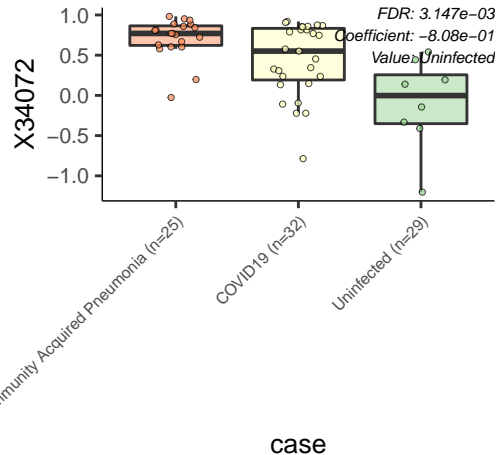 FDR: 3.147e−03
Coefficient: −8.08e−01
Value: Uninfected
1.0
0.5
0.0
−0.5
−1.0
X34072
Acquired Pneumonia (n=25)
COVID19 (n=32)
Uninfected (n=29)
case